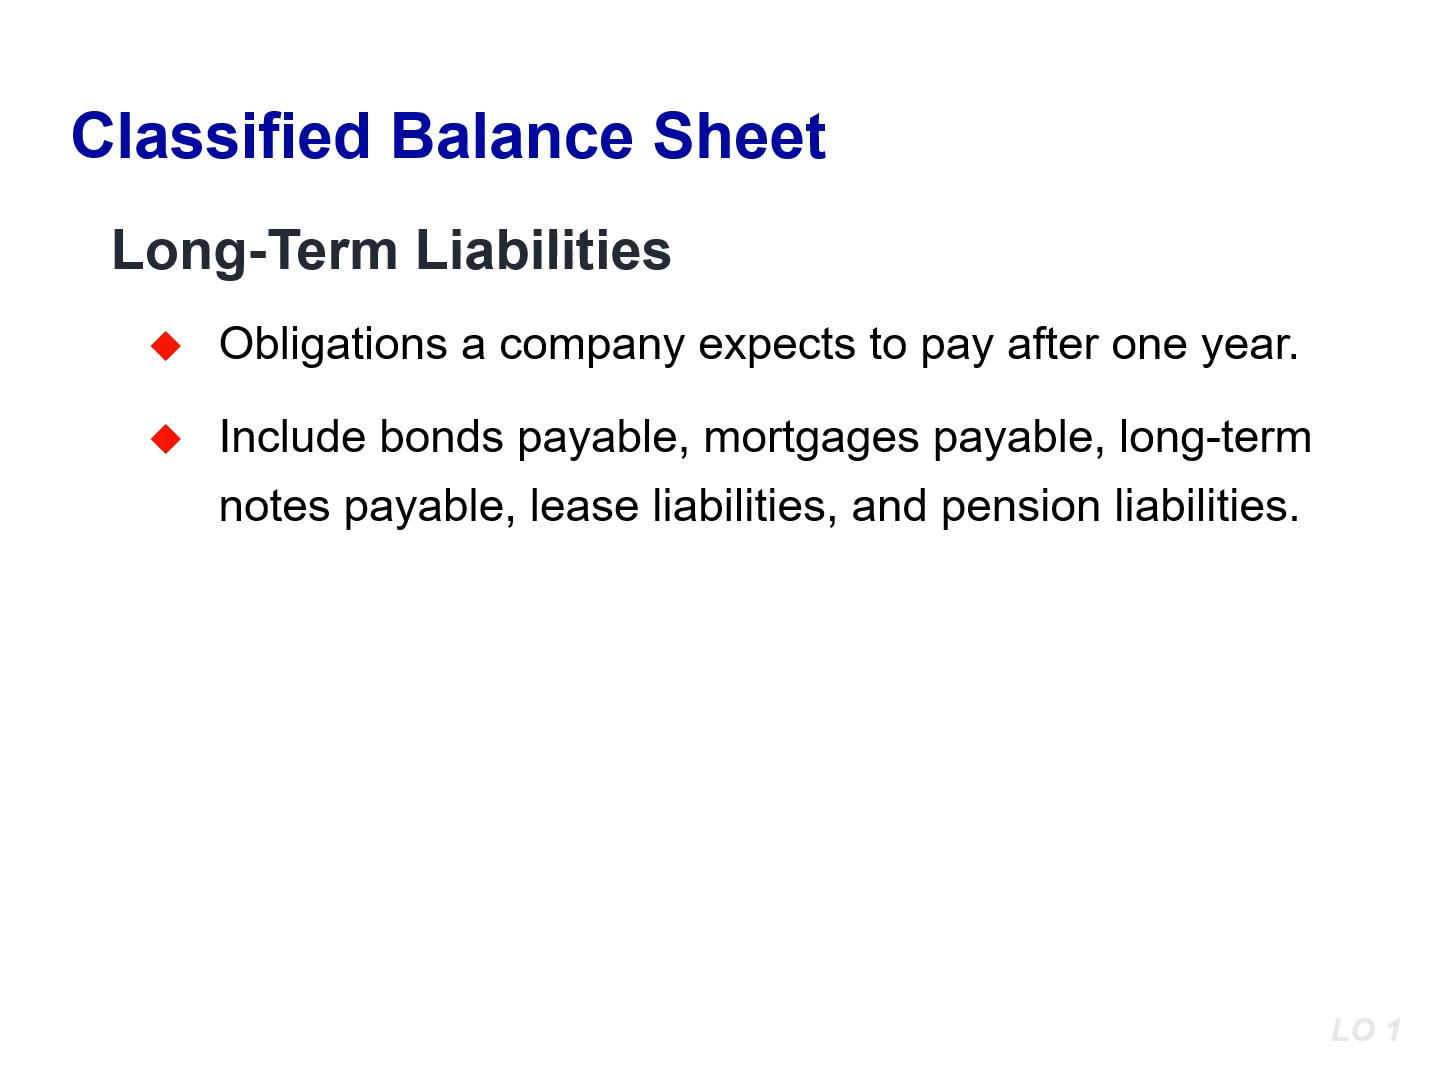 Classified Balance Sheet
Long-Term Liabilities
Obligations a company expects to pay after one year.
Include bonds payable, mortgages payable, long-term
notes payable, lease liabilities, and pension liabilities.
LO 1